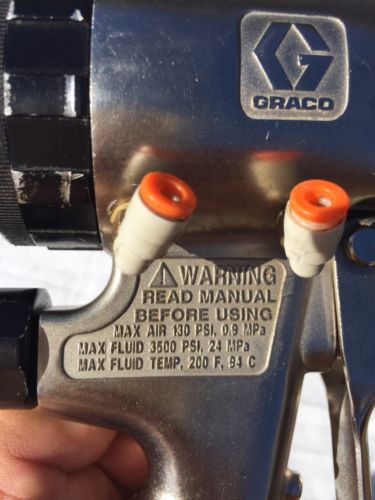 GRACO
WARNING
READ MANUAL
BEFORE USING
MAX AIR 130 PSI, 0.9 MPa
MAX FLUID 3500 PSI, 24 MPa
MAX FLUID TEMP, 200 F, 94 C